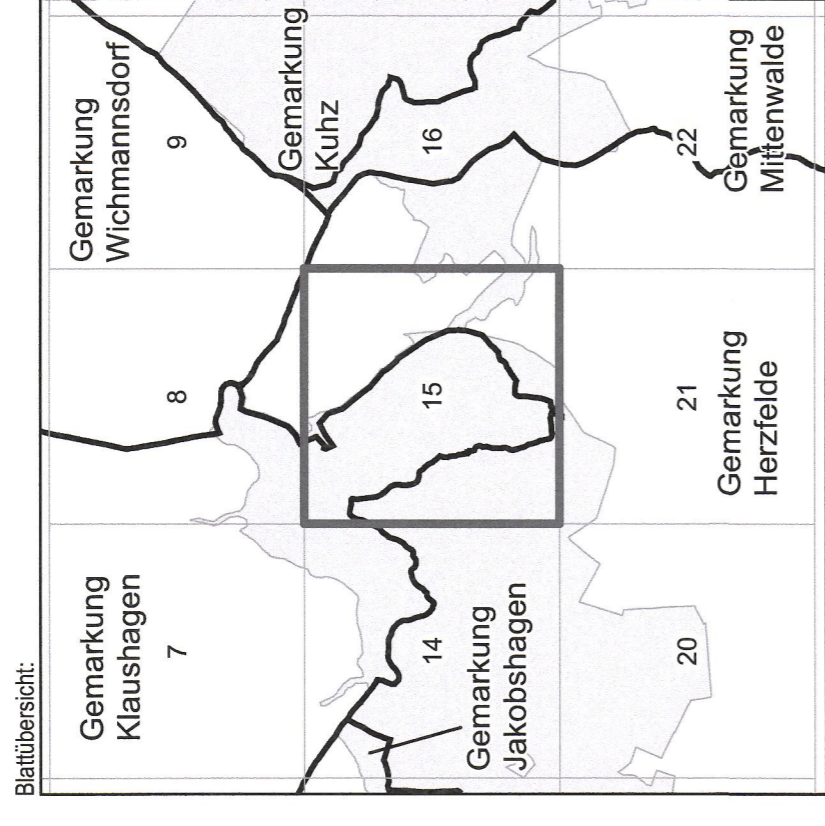 Blattübersicht:
Gemarkung
Klaushagen
7
8
Gemarkung
Wichmannsdorf
9
14
Gemarkung
Jakobshagen
15
Gemarkung
Kuhz
16
20
21
Gemarkung
Herzfelde
22
Gemarkung
Mittenwalde